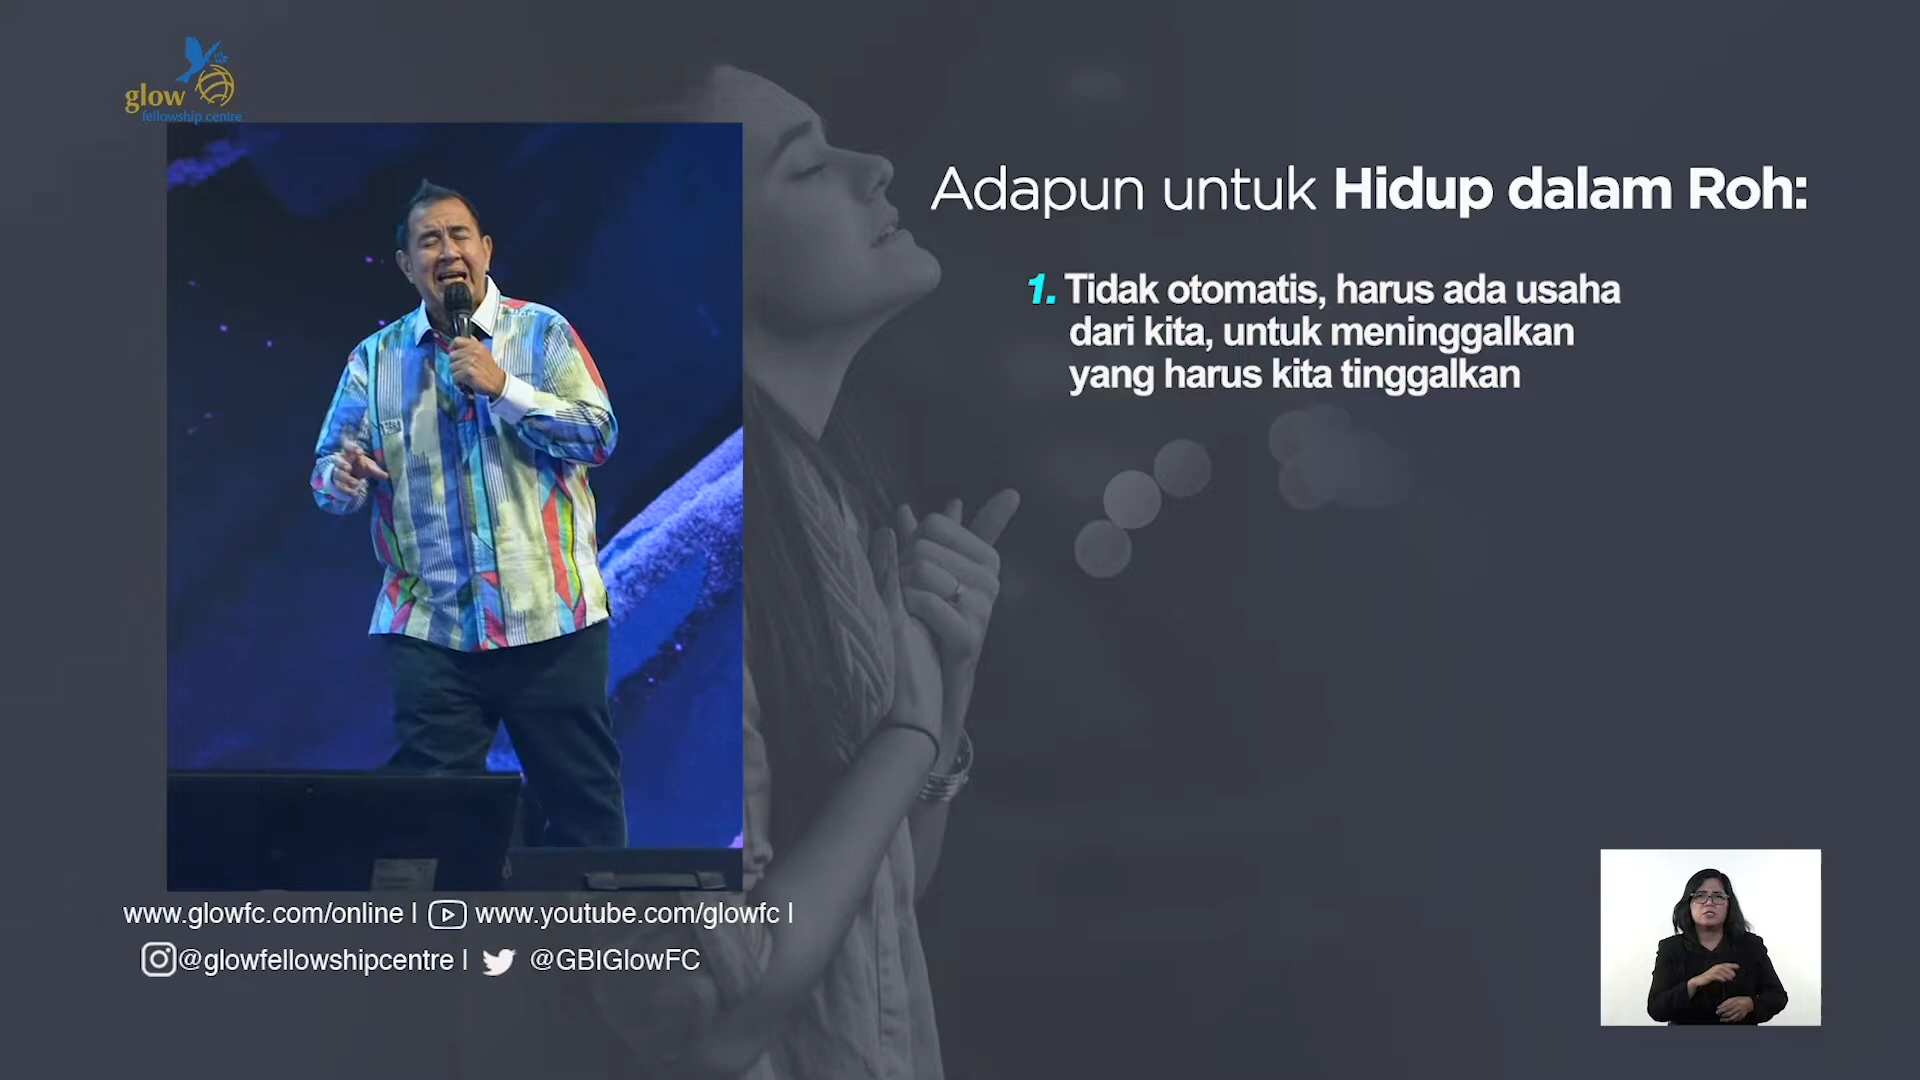 glow
fellowship centre
Adapun untuk Hidup dalam Roh:
1. Tidak otomatis, harus ada usaha
dari kita, untuk meninggalkan
yang harus kita tinggalkan
www.glowfc.com/online | www.youtube.com/glowfc |
@glowfellowshipcentre | @GBIGlowFC